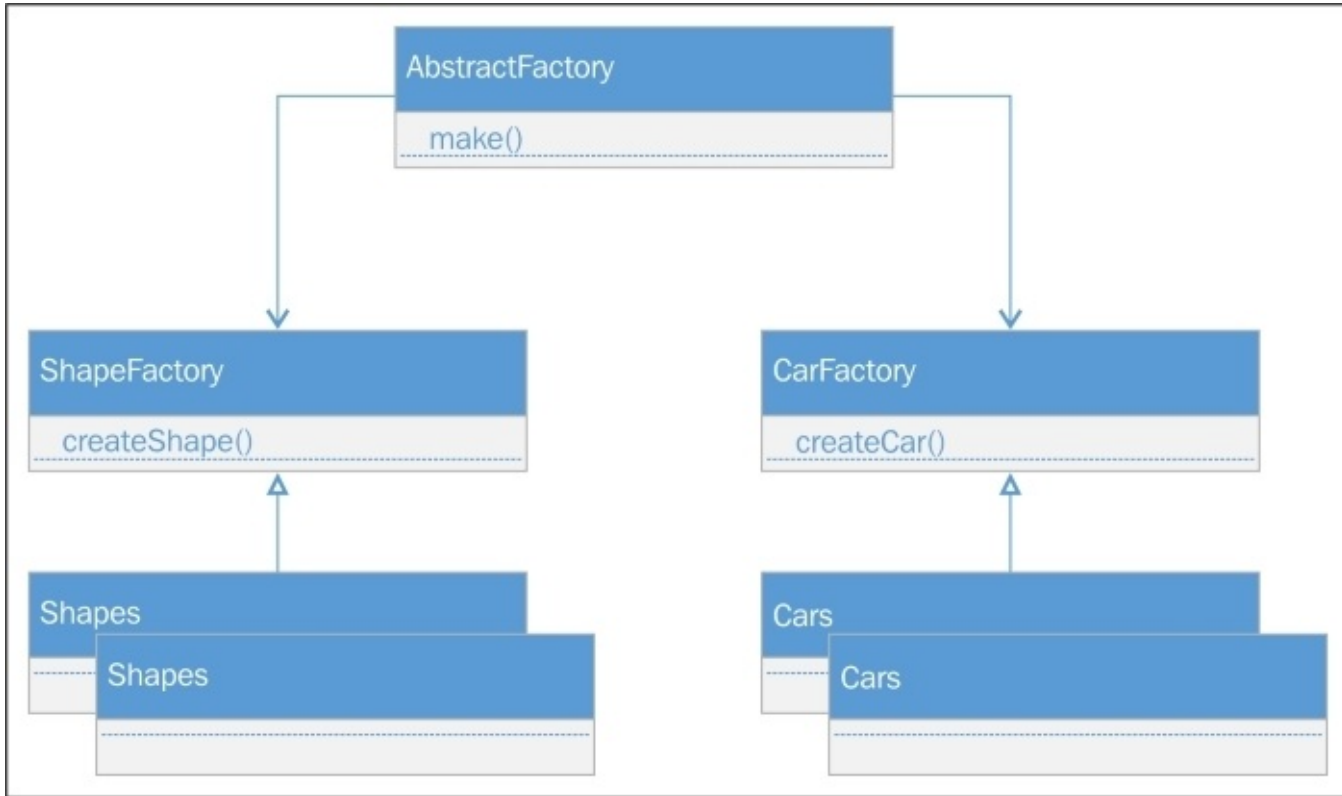 AbstractFactory
make()
ShapeFactory
createShape()
CarFactory
createCar()
Shapes
Shapes
Cars
Cars